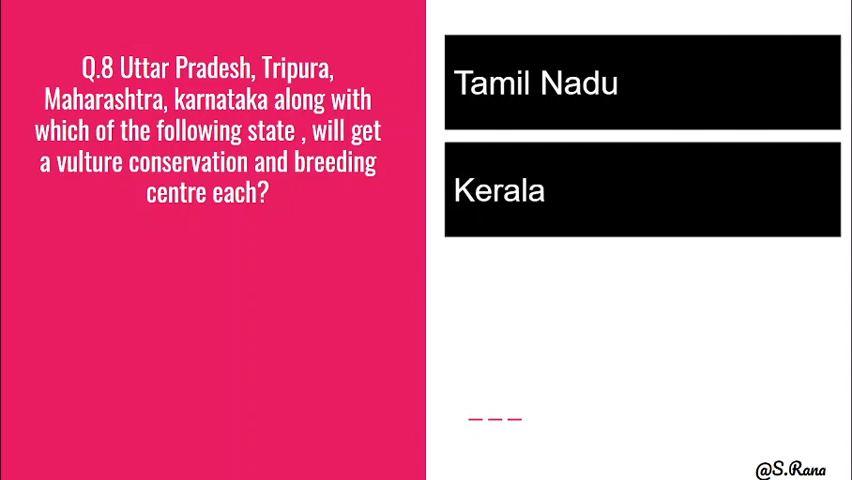 Q.8 Uttar Pradesh, Tripura,
Maharashtra, karnataka along with
which of the following state , will get
a vulture conservation and breeding
centre each?
Tamil Nadu
Kerala
@S.Rana